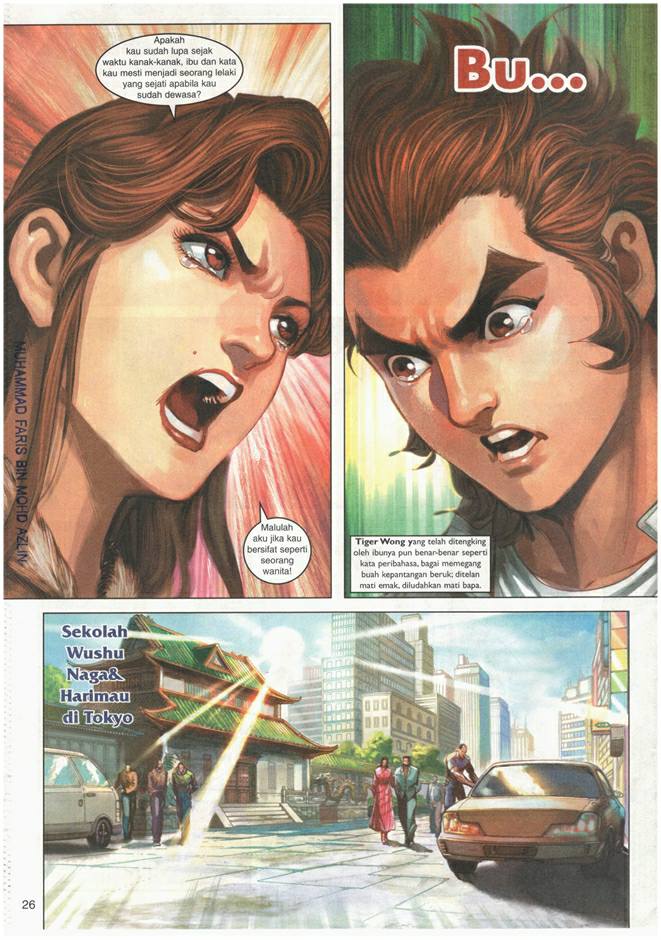 Apakah
kau sudah lupa sejak
waktu kanak-kanak, ibu dan kata
kau mesti menjadi seorang lelaki
yang sejati apabila kau
sudah dewasa?
Bu...
MUHAMMAD FARIS BIN MOHD AZLIN
Malulah
aku jika kau
bersifat seperti
seorang
wanita!
Tiger Wong yang telah ditengking
oleh ibunya pun benar-benar seperti
kata peribahasa, bagai memegang
buah kepantangan beruk; ditelan
mati emak, diludahkan mati bapa.
Sekolah
Wushu
Naga&
Harimau
di Tokyo
26